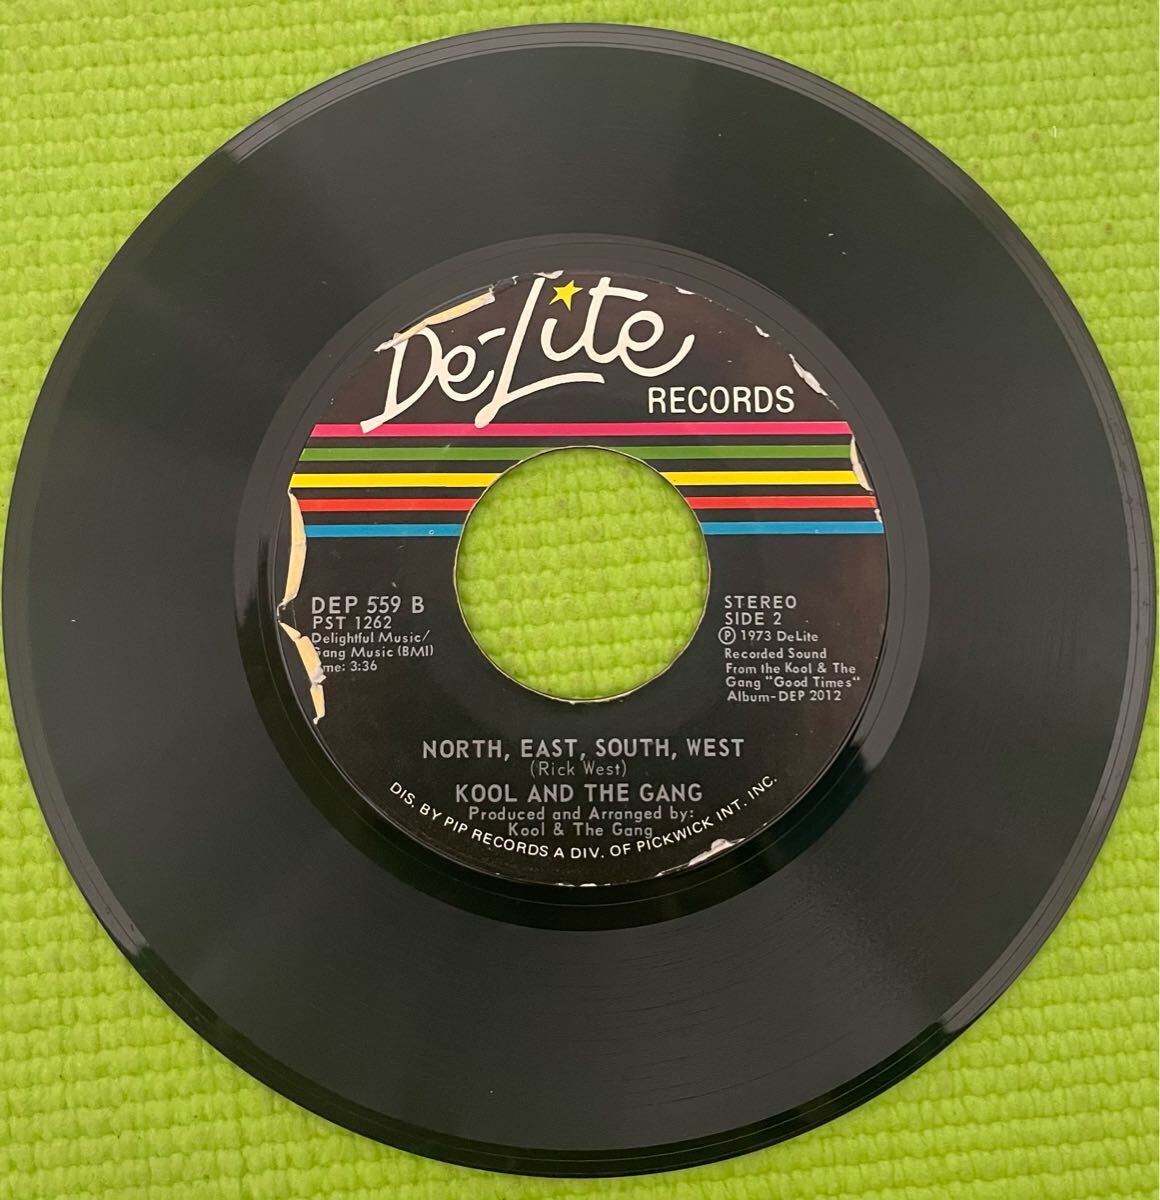 De-Lite
RECORDS
DEP 559 B
PST 1262
Delightful Music/
Gang Music (BMI)
Time: 3:36
STEREO
SIDE 2
Ⓟ 1973 DeLite
Recorded Sound
From the Kool & The
Gang "Good Times"
Album-DEP 2012
NORTH, EAST, SOUTH, WEST
(Rick West)
KOOL AND THE GANG
Produced and Arranged by:
Kool & The Gang
DIS. BY PIP RECORDS A DIV. OF PICKWICK INT. INC.